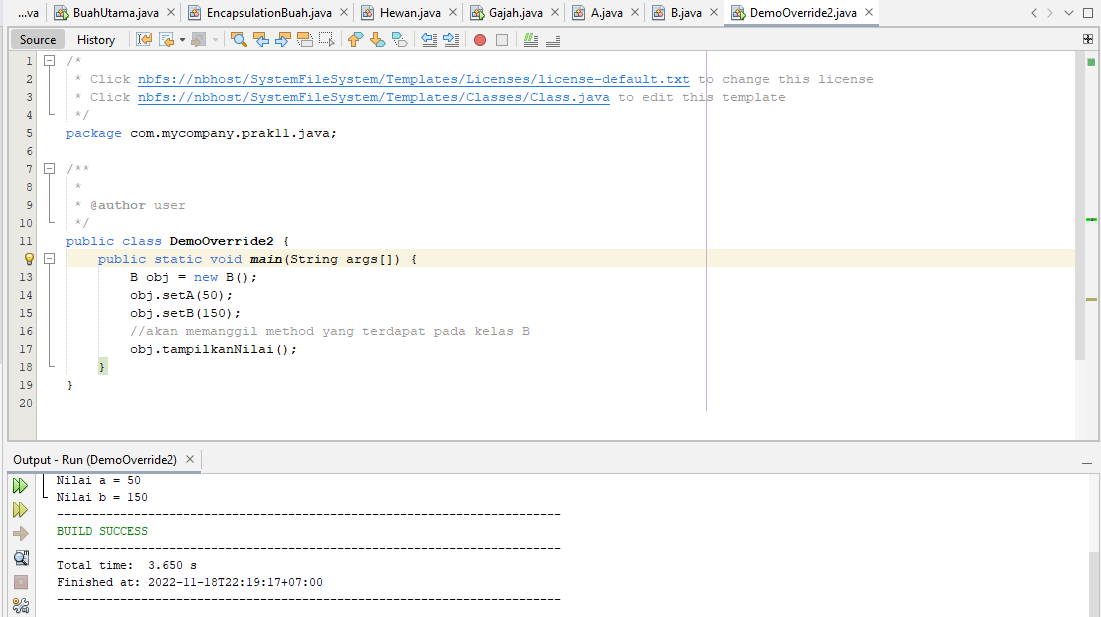 ...va BuahUtama.java EncapsulationBuah.java Hewan.java Gajah.java A.java B.java DemoOverride2.java
Source History
1 /*
2 * Click nbfs://nbhost/SystemFileSystem/Templates/Licenses/license-default.txt to change this license
3 * Click nbfs://nbhost/SystemFileSystem/Templates/Classes/Class.java to edit this template
4 */
5 package com.mycompany.prak11.java;
6
7 /**
8 *
9 * @author user
10 */
11 public class DemoOverride2 {
public static void main(String args[]) {
13 B obj = new B();
14 obj.setA(50);
15 obj.setB(150);
16 //akan memanggil method yang terdapat pada kelas B
17 obj.tampilkanNilai();
18 }
19 }
20
Output - Run (DemoOverride2)
Nilai a = 50
Nilai b = 150
------------------------------------------------------------------------
BUILD SUCCESS
------------------------------------------------------------------------
Total time: 3.650 s
Finished at: 2022-11-18T22:19:17+07:00
------------------------------------------------------------------------